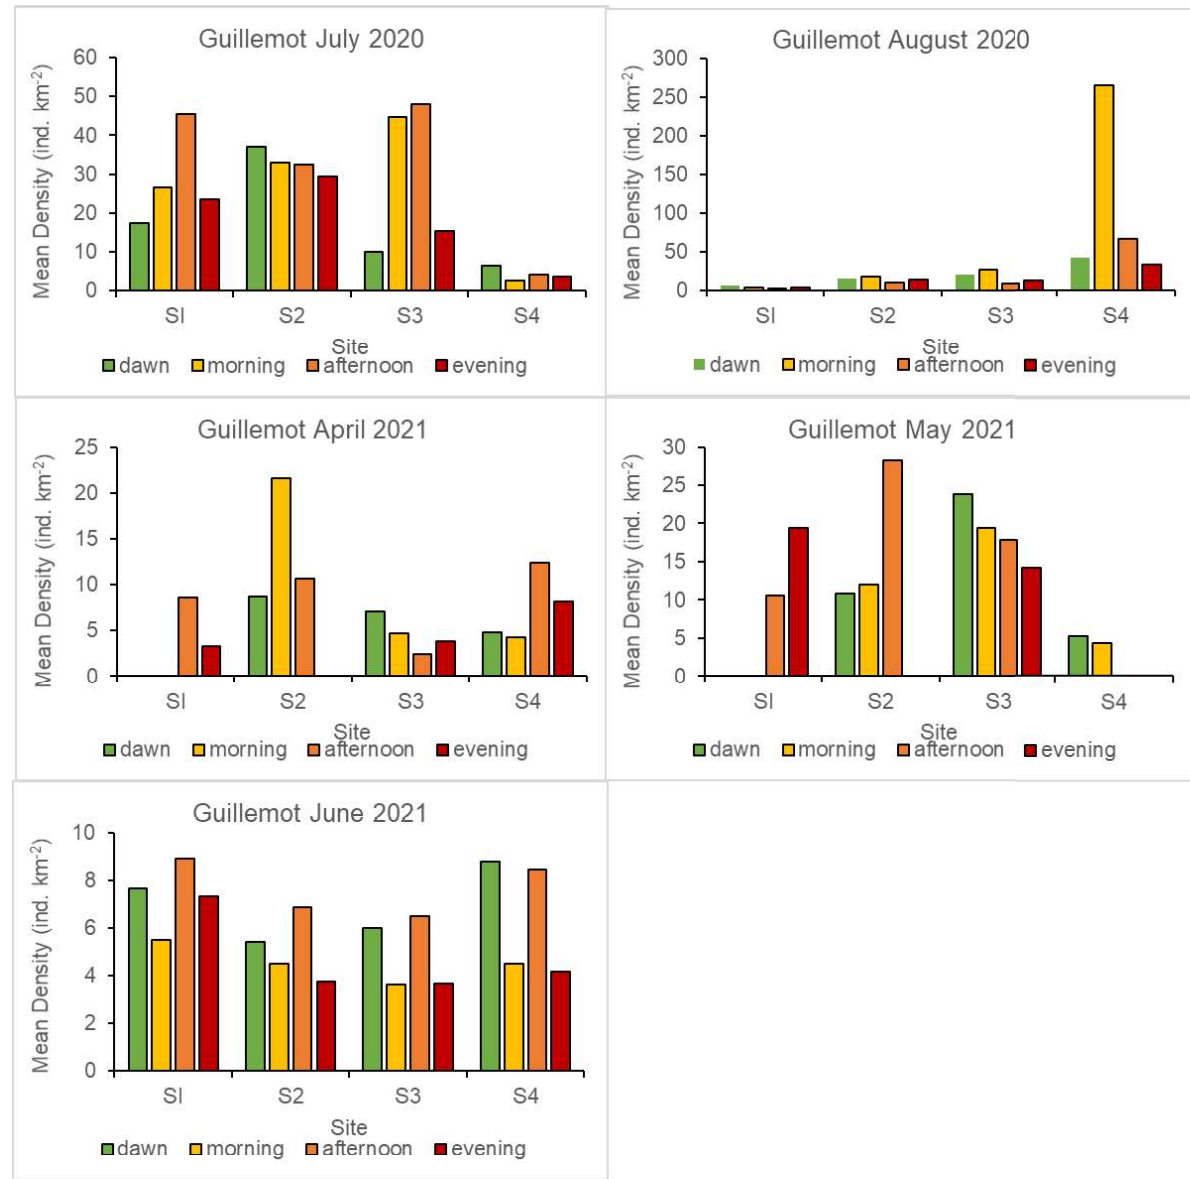 Guillemot July 2020
Mean Density (ind. km-2)
60
50
40
30
20
10
0
SI S2 S3 S4
Site
dawn morning afternoon evening
Guillemot August 2020
Mean Density (ind. km-2)
300
250
200
150
100
50
0
SI S2 S3 S4
Site
dawn morning afternoon evening
Guillemot April 2021
Mean Density (ind. km-2)
25
20
15
10
5
0
SI S2 S3 S4
Site
dawn morning afternoon evening
Guillemot May 2021
Mean Density (ind. km-2)
30
25
20
15
10
5
0
SI S2 S3 S4
Site
dawn morning afternoon evening
Guillemot June 2021
Mean Density (ind. km-2)
10
8
6
4
2
0
SI S2 S3 S4
Site
dawn morning afternoon evening